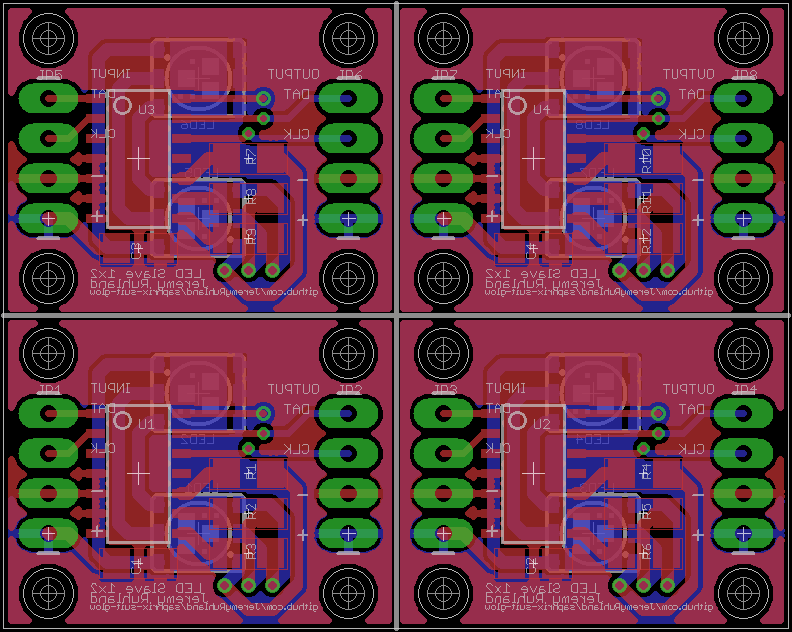 JP5 INPUT OUTPUT JP6
DAT U3 DAT
LED6
CLK CLK
R7
R8
- -
+ R9 +
C3
LED Slave 1x2
Jeremy Ruhland
github.com/JeremyRuhland/saphrix-suit-glow
JP7 INPUT OUTPUT JP8
DAT U4 DAT
LED8
CLK CLK
R10
R11
- -
+ R12 +
C4
LED Slave 1x2
Jeremy Ruhland
github.com/JeremyRuhland/saphrix-suit-glow
JP1 INPUT OUTPUT JP2
DAT U1 DAT
LED2
CLK CLK
R1
R2
- -
+ R3 +
C1
LED Slave 1x2
Jeremy Ruhland
github.com/JeremyRuhland/saphrix-suit-glow
JP3 INPUT OUTPUT JP4
DAT U2 DAT
LED4
CLK CLK
R4
R5
- -
+ R6 +
C2
LED Slave 1x2
Jeremy Ruhland
github.com/JeremyRuhland/saphrix-suit-glow